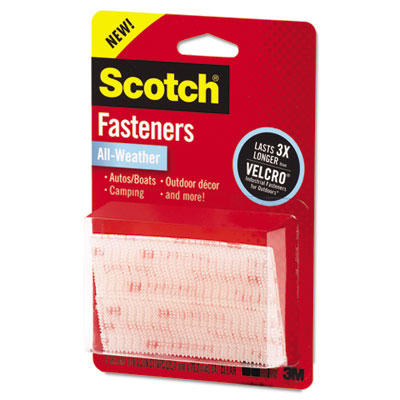 NEW!
Scotch®
Fasteners
All-Weather
• Autos/Boats
• Outdoor décor
• Camping
• and more!
LASTS 3X
LONGER than
VELCRO®
Industrial Fasteners
for Outdoors*
3M